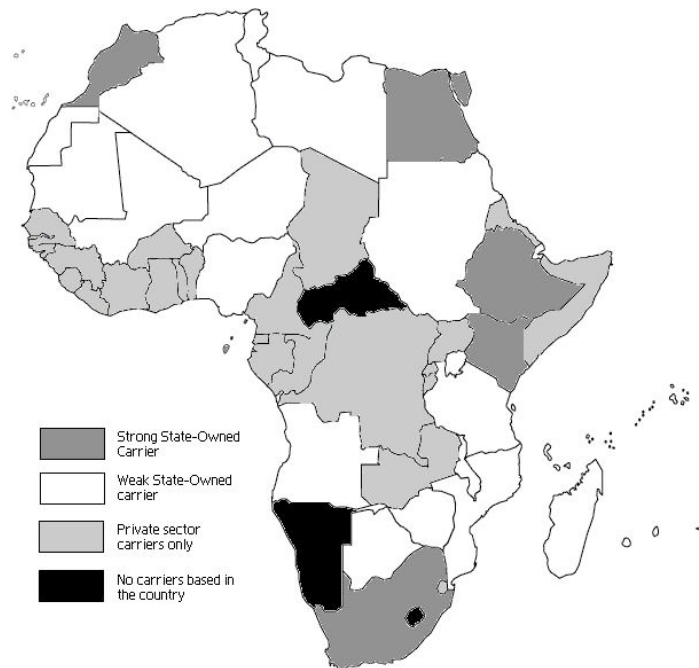 Strong State-Owned
Carrier
Weak State-Owned
carrier
Private sector
carriers only
No carriers based in
the country